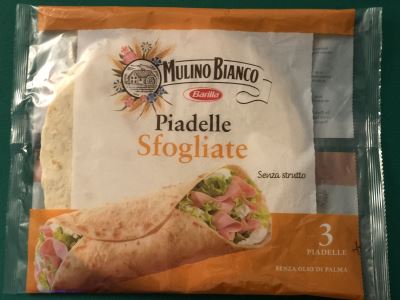 MULINO BIANCO
Barilla
Piadelle
Sfogliate
Senza strutto
3
PIADELLE
SENZA OLIO DI PALMA